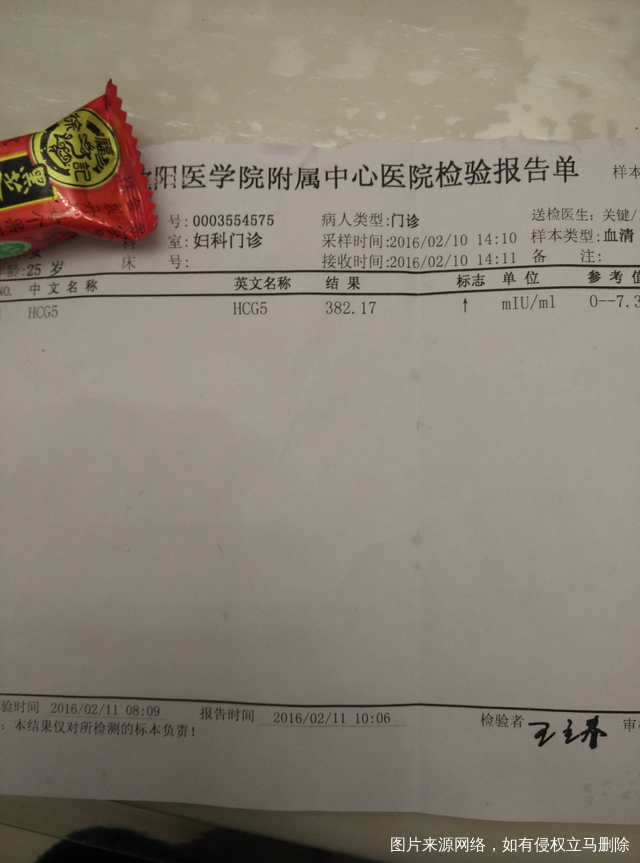 徐福記
阳医学院附属中心医院检验报告单 样本
号:0003554575 病人类型:门诊 送检医生: 关键/
室:妇科门诊 采样时间:2016/02/10 14:10 样本类型:血清
年龄:25 岁 床 号: 接收时间:2016/02/10 14:11 备 注:
NO. 中文名称 英文名称 结 果 标志 单 位 参 考 值
HCG5 HCG5 382.17 ↑ mIU/ml 0--7.3
验时间 2016/02/11 08:09 报告时间 2016/02/11 10:06 检验者 审
: 本结果仅对所检测的标本负责!
图片来源网络，如有侵权立马删除